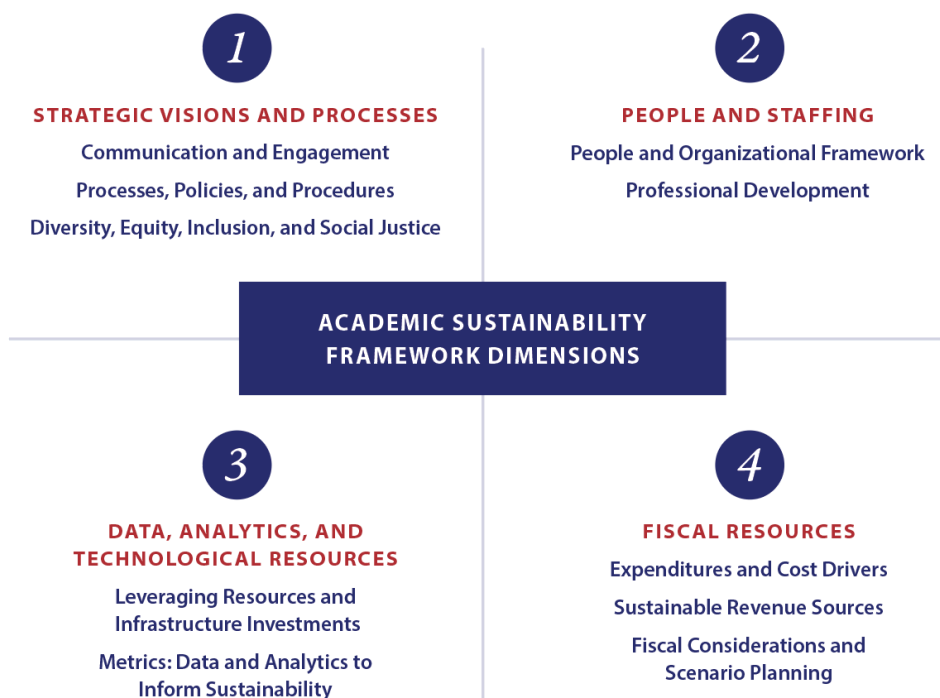 1
STRATEGIC VISIONS AND PROCESSES
Communication and Engagement
Processes, Policies, and Procedures
Diversity, Equity, Inclusion, and Social Justice
2
PEOPLE AND STAFFING
People and Organizational Framework
Professional Development
ACADEMIC SUSTAINABILITY
FRAMEWORK DIMENSIONS
3
DATA, ANALYTICS, AND
TECHNOLOGICAL RESOURCES
Leveraging Resources and
Infrastructure Investments
Metrics: Data and Analytics to
Inform Sustainability
4
FISCAL RESOURCES
Expenditures and Cost Drivers
Sustainable Revenue Sources
Fiscal Considerations and
Scenario Planning